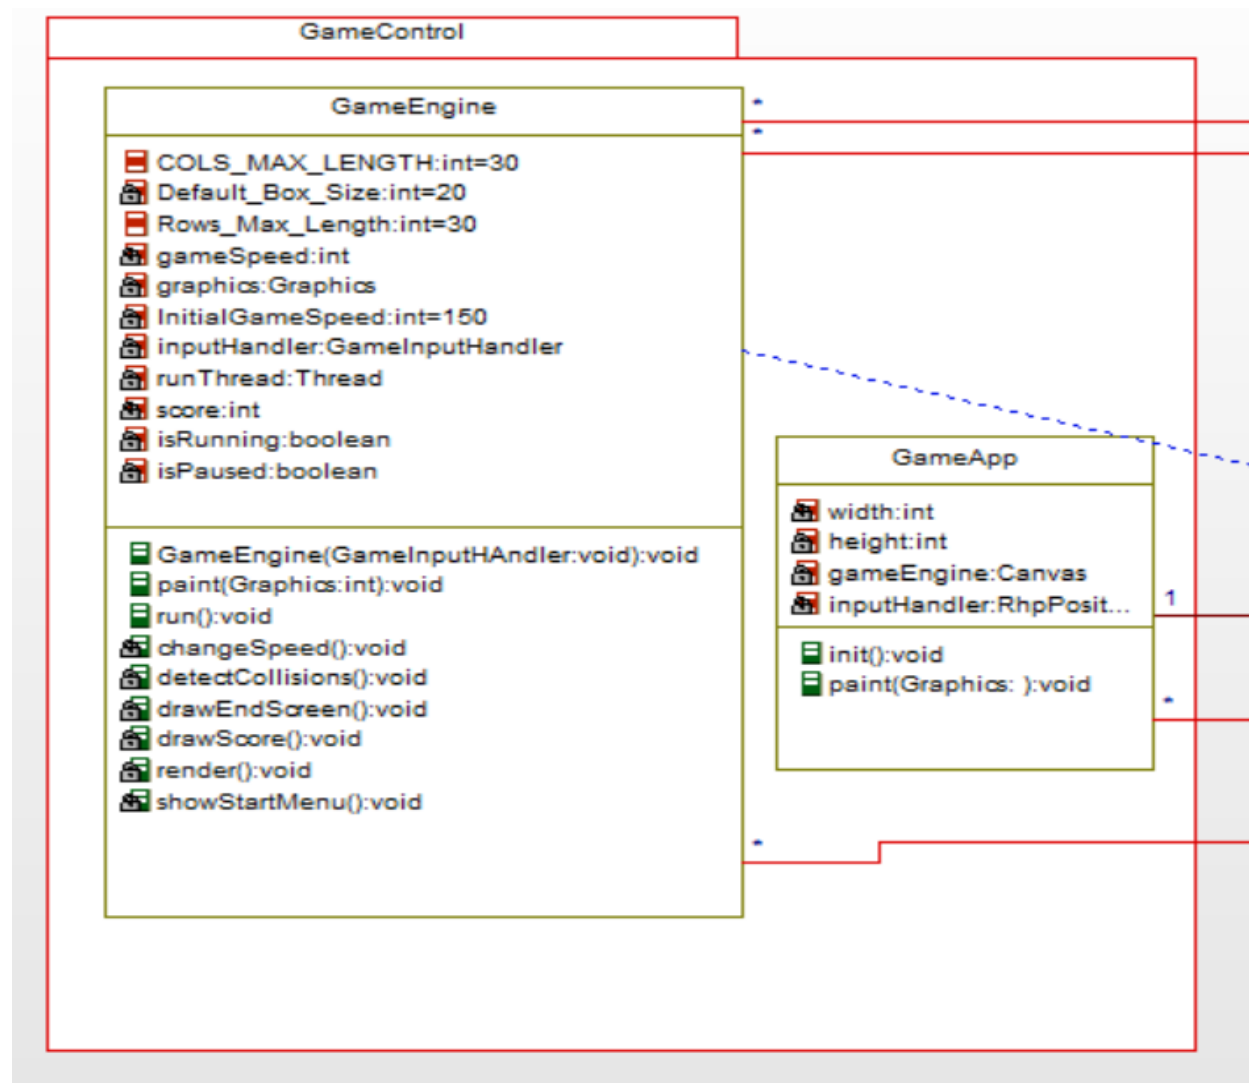 GameControl
GameEngine
*
*
COLS_MAX_LENGTH:int=30
Default_Box_Size:int=20
Rows_Max_Length:int=30
gameSpeed:int
graphics:Graphics
InitialGameSpeed:int=150
inputHandler:GameInputHandler
runThread:Thread
score:int
isRunning:boolean
isPaused:boolean
GameEngine(GameInputHAndler:void):void
paint(Graphics:int):void
run():void
changeSpeed():void
detectCollisions():void
drawEndScreen():void
drawScore():void
render():void
showStartMenu():void
*
GameApp
width:int
height:int
gameEngine:Canvas
inputHandler:RhpPosit...
1
init():void
paint(Graphics: ):void
*